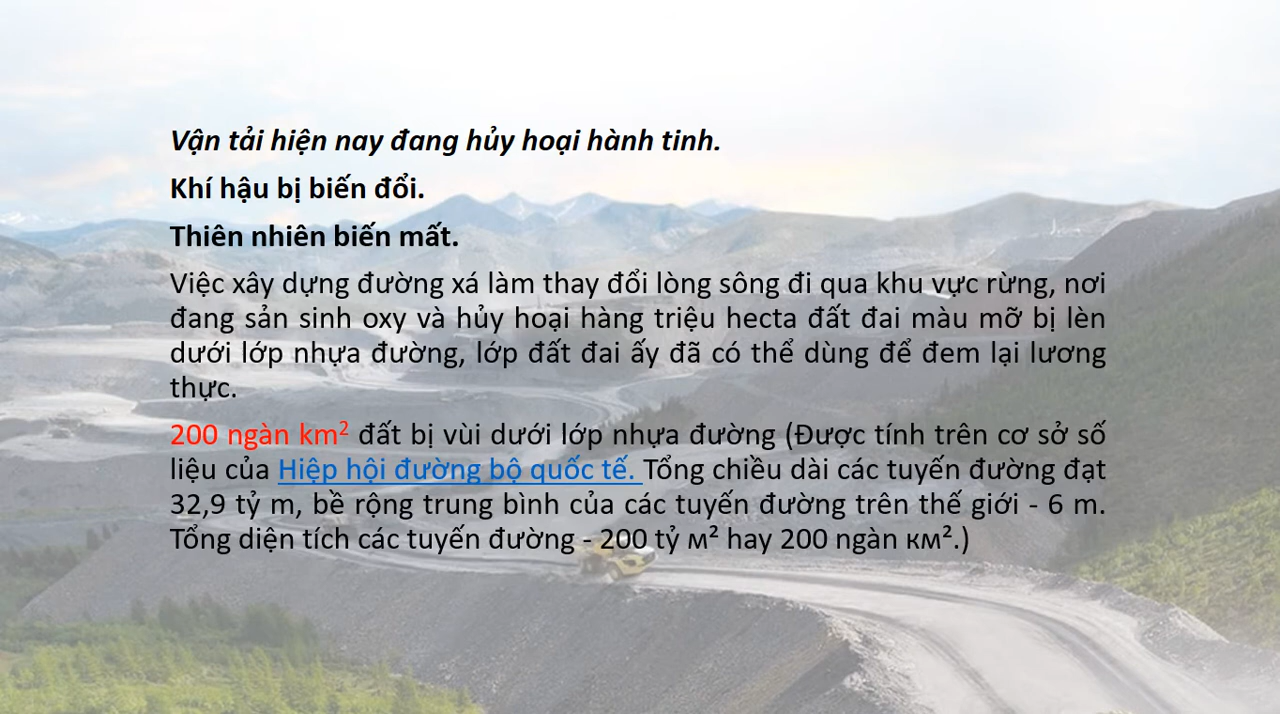 Vận tải hiện nay đang hủy hoại hành tinh.
Khí hậu bị biến đổi.
Thiên nhiên biến mất.
Việc xây dựng đường xá làm thay đổi lòng sông đi qua khu vực rừng, nơi
đang sản sinh oxy và hủy hoại hàng triệu hecta đất đai màu mỡ bị lèn
dưới lớp nhựa đường, lớp đất đai ấy đã có thể dùng để đem lại lương
thực.
200 ngàn km² đất bị vùi dưới lớp nhựa đường (Được tính trên cơ sở số
liệu của Hiệp hội đường bộ quốc tế. Tổng chiều dài các tuyến đường đạt
32,9 tỷ m, bề rộng trung bình của các tuyến đường trên thế giới - 6 m.
Tổng diện tích các tuyến đường - 200 tỷ м² hay 200 ngàn км².)